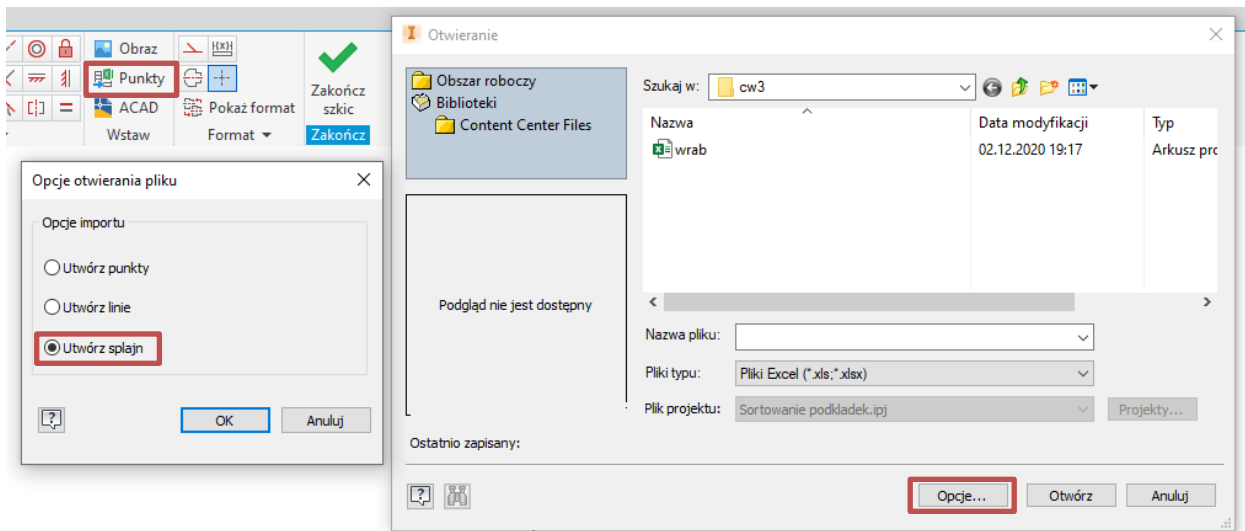 Obraz
Punkty
ACAD
Wstaw
Pokaż format
Format
Zakończ
szkic
Zakończ
Opcje otwierania pliku
Opcje importu
Utwórz punkty
Utwórz linie
Utwórz splajn
OK
Anuluj
Otwieranie
Obszar roboczy
Biblioteki
Content Center Files
Podgląd nie jest dostępny
Ostatnio zapisany:
Szukaj w:
cw3
Nazwa
Data modyfikacji
Typ
wrab
02.12.2020 19:17
Arkusz prc
Nazwa pliku:
Pliki typu:
Pliki Excel (*.xls;*.xlsx)
Plik projektu:
Sortowanie podkladek.ipj
Projekty...
Opcje...
Otwórz
Anuluj